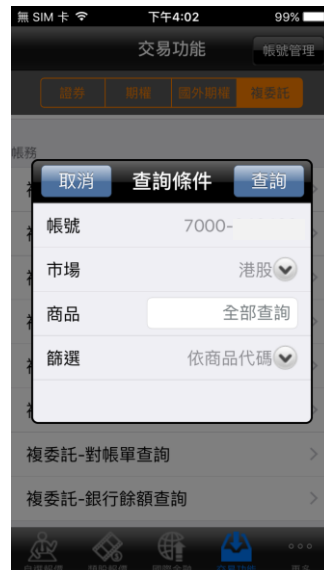 無 SIM 卡 下午4:02 99%
交易功能 帳號管理
證券 期權 國外期權 複委託
帳務
取消 查詢條件 查詢
帳號 7000-
市場 港股
商品 全部查詢
篩選 依商品代碼
複委託-對帳單查詢
複委託-銀行餘額查詢